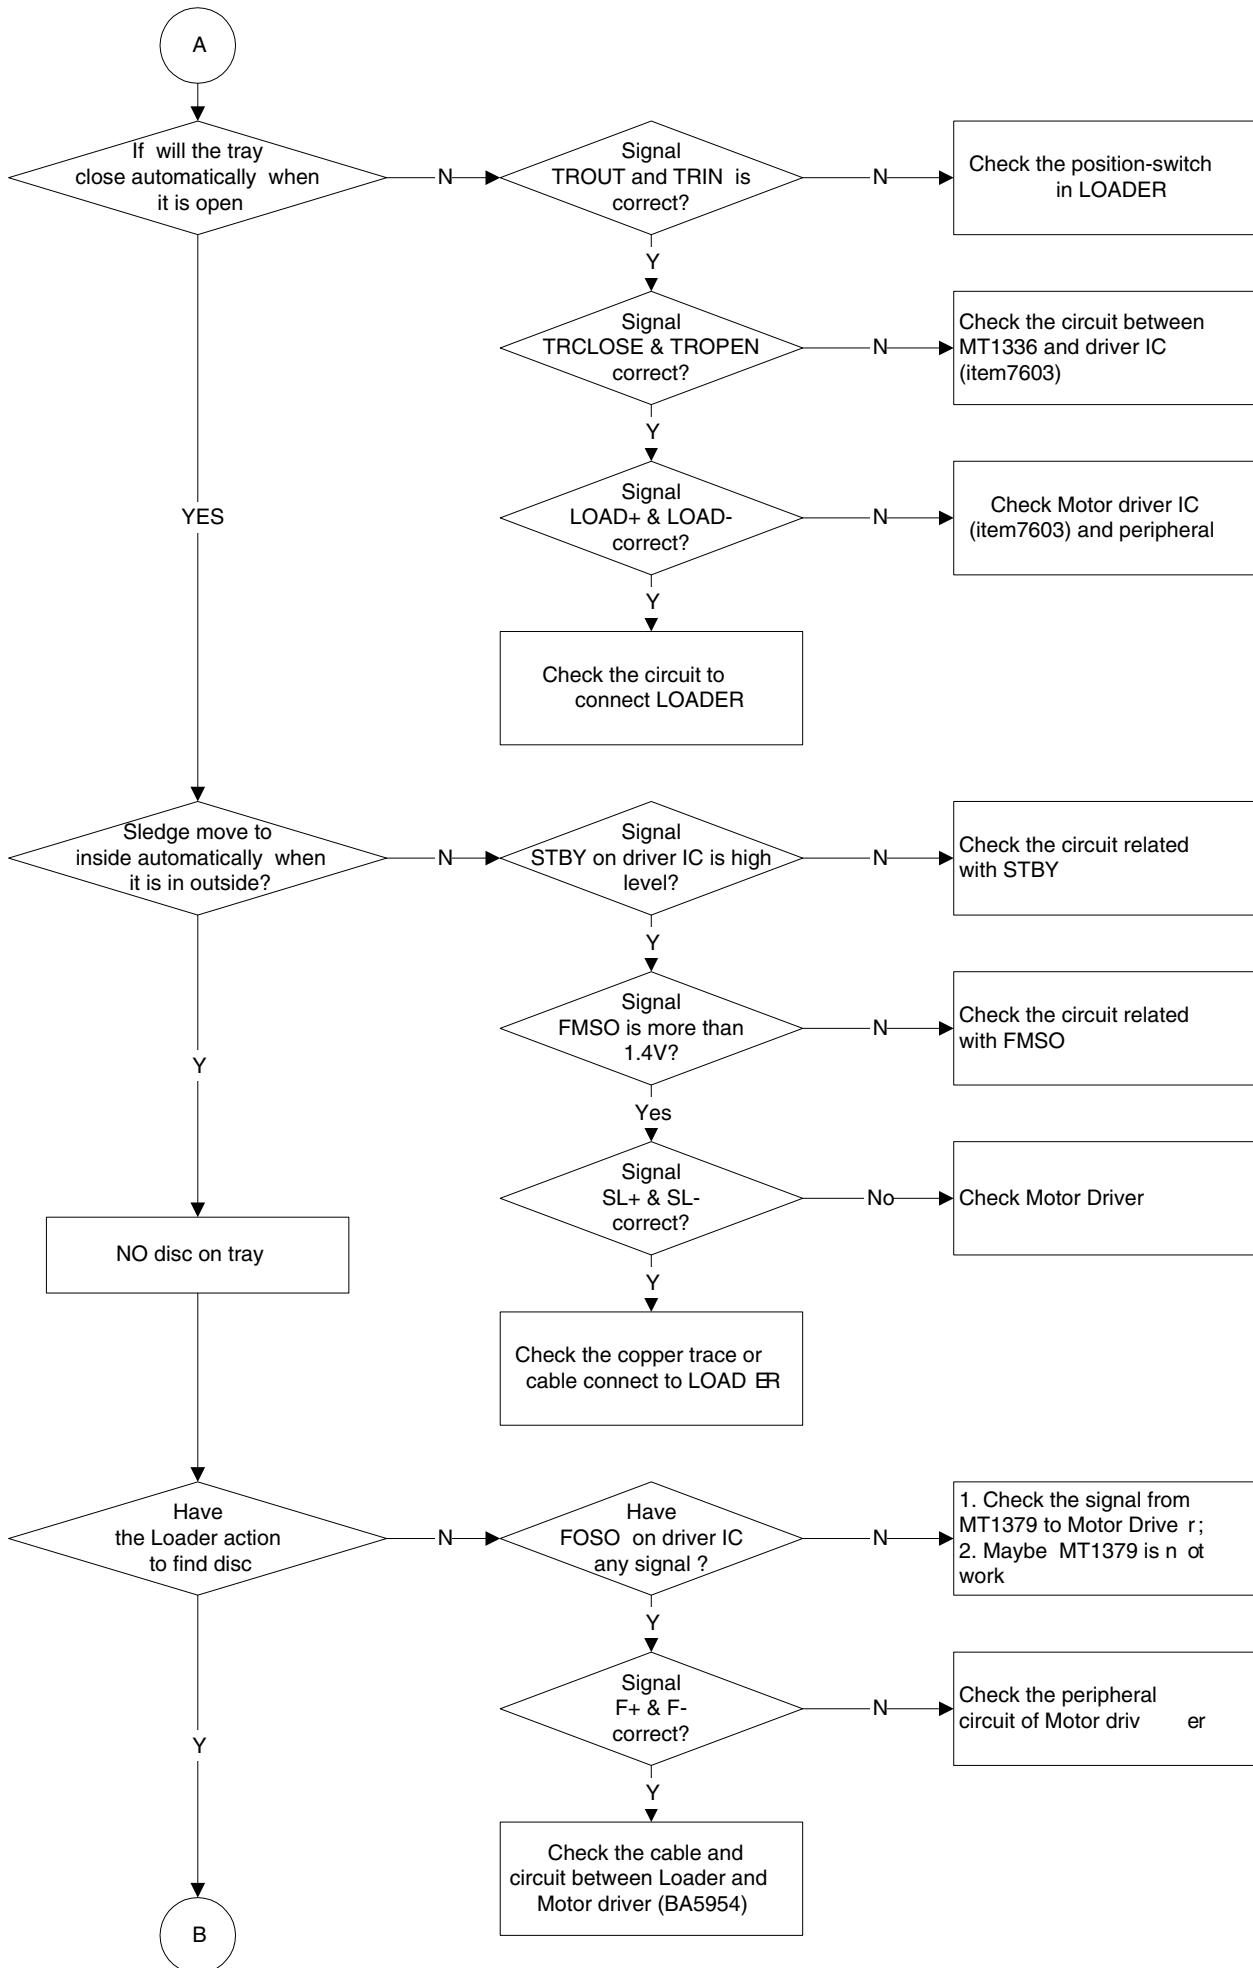 A
If will the tray
close automatically when
it is open
N
Signal
TROUT and TRIN is
correct?
N
Check the position-switch
in LOADER
Y
Signal
TRCLOSE & TROPEN
correct?
N
Check the circuit between
MT1336 and driver IC
(item7603)
Y
YES
Signal
LOAD+ & LOAD-
correct?
N
Check Motor driver IC
(item7603) and peripheral
Y
Check the circuit to
connect LOADER
Sledge move to
inside automatically when
it is in outside?
N
Signal
STBY on driver IC is high
level?
N
Check the circuit related
with STBY
Y
Signal
FMSO is more than
1.4V?
N
Check the circuit related
with FMSO
Y
Yes
Signal
SL+ & SL-
correct?
No
Check Motor Driver
NO disc on tray
Y
Check the copper trace or
cable connect to LOAD ER
Have
the Loader action
to find disc
N
Have
FOSO on driver IC
any signal ?
N
1. Check the signal from
MT1379 to Motor Drive r;
2. Maybe MT1379 is n ot
work
Y
Signal
F+ & F-
correct?
N
Check the peripheral
circuit of Motor driv er
Y
Y
Check the cable and
circuit between Loader and
Motor driver (BA5954)
B